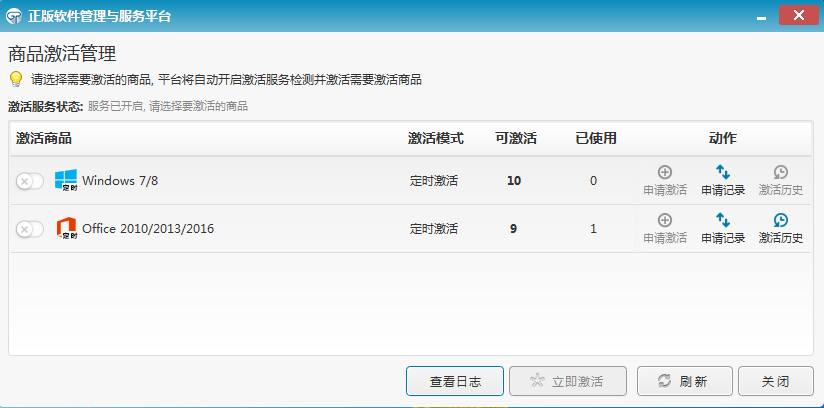 正版软件管理与服务平台
商品激活管理
请选择需要激活的商品, 平台将自动开启激活服务检测并激活需要激活商品
激活服务状态: 服务已开启, 请选择要激活的商品
激活商品 激活模式 可激活 已使用 动作
定时 Windows 7/8 定时激活 10 0 申请激活 申请记录 激活历史
定时 Office 2010/2013/2016 定时激活 9 1 申请激活 申请记录 激活历史
查看日志 立即激活 刷新 关闭